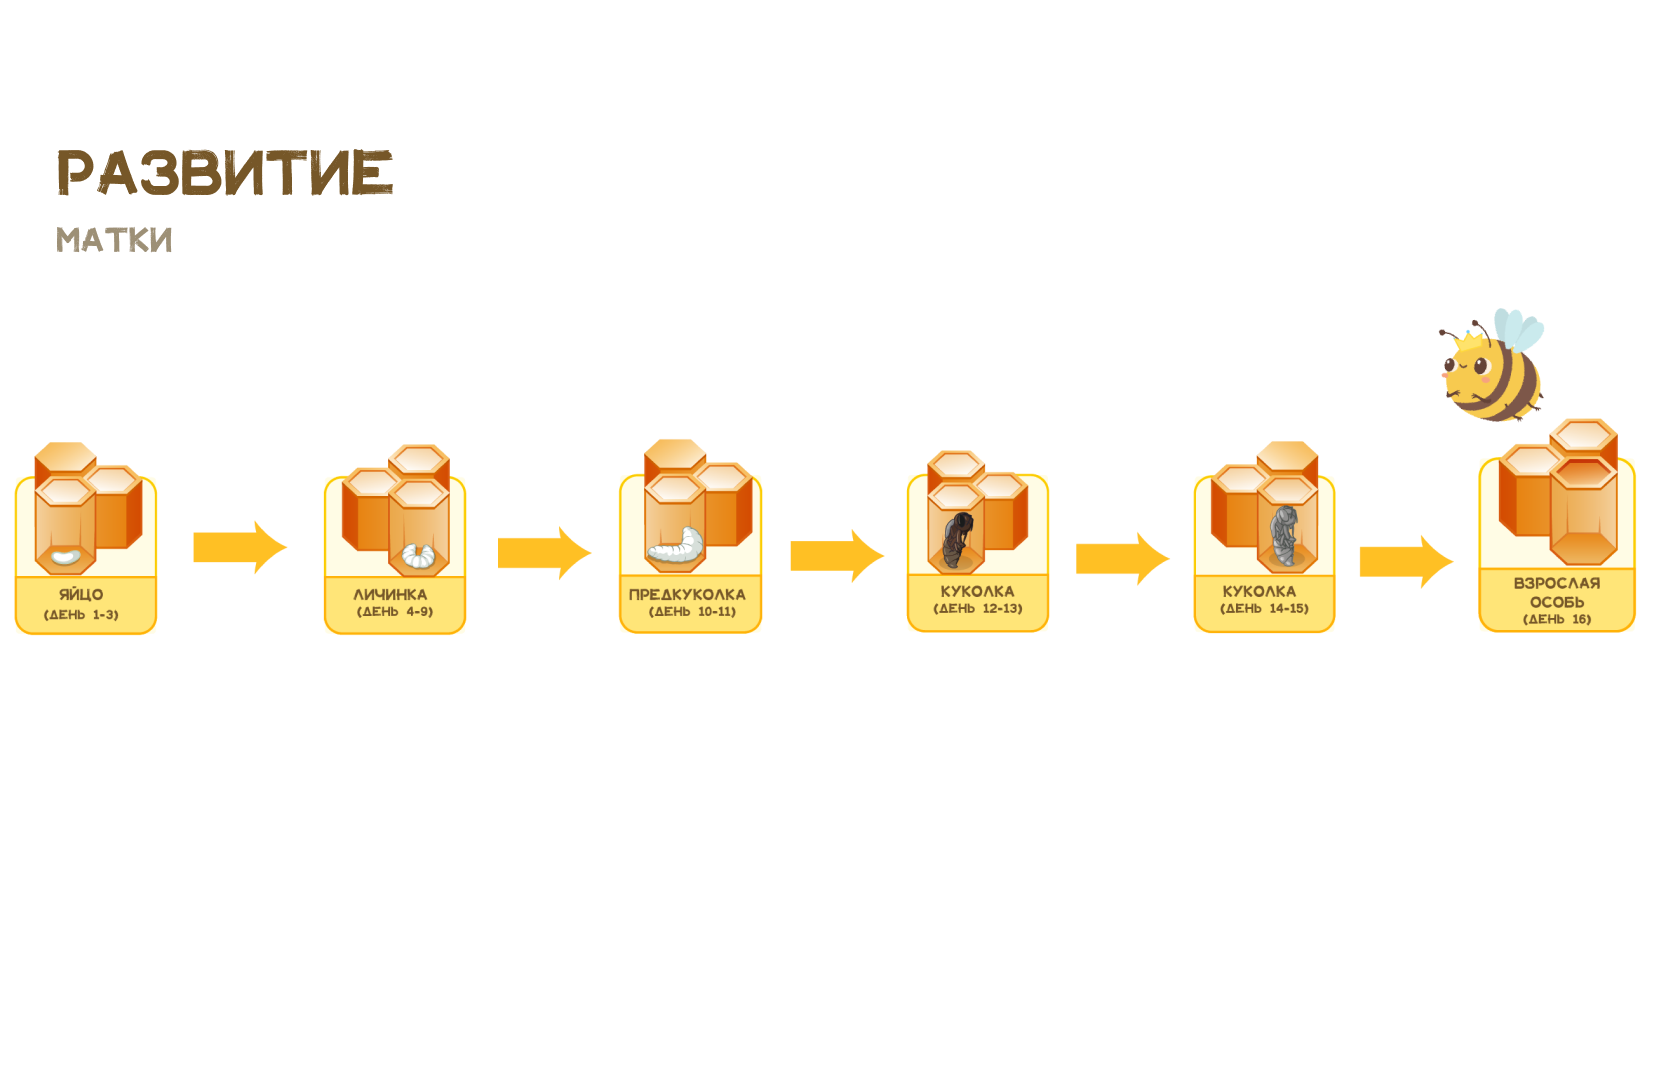 РАЗВИТИЕ
МАТКИ
ЯЙЦО
(ДЕНЬ 1-3)
ЛИЧИНКА
(ДЕНЬ 4-9)
ПРЕДКУКОЛКА
(ДЕНЬ 10-11)
КУКОЛКА
(ДЕНЬ 12-13)
КУКОЛКА
(ДЕНЬ 14-15)
ВЗРОСЛАЯ
ОСОБЬ
(ДЕНЬ 16)